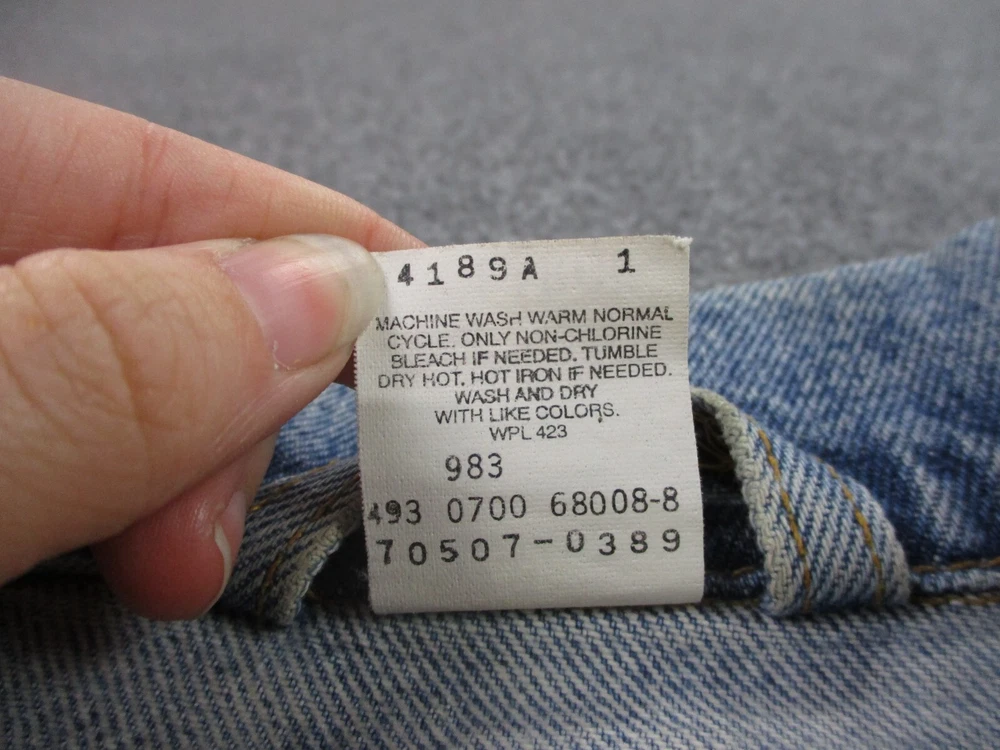 4189A 1
MACHINE WASH WARM NORMAL
CYCLE. ONLY NON-CHLORINE
BLEACH IF NEEDED. TUMBLE
DRY HOT. HOT IRON IF NEEDED.
WASH AND DRY
WITH LIKE COLORS.
WPL 423
983
493 0700 68008-8
70507-0389